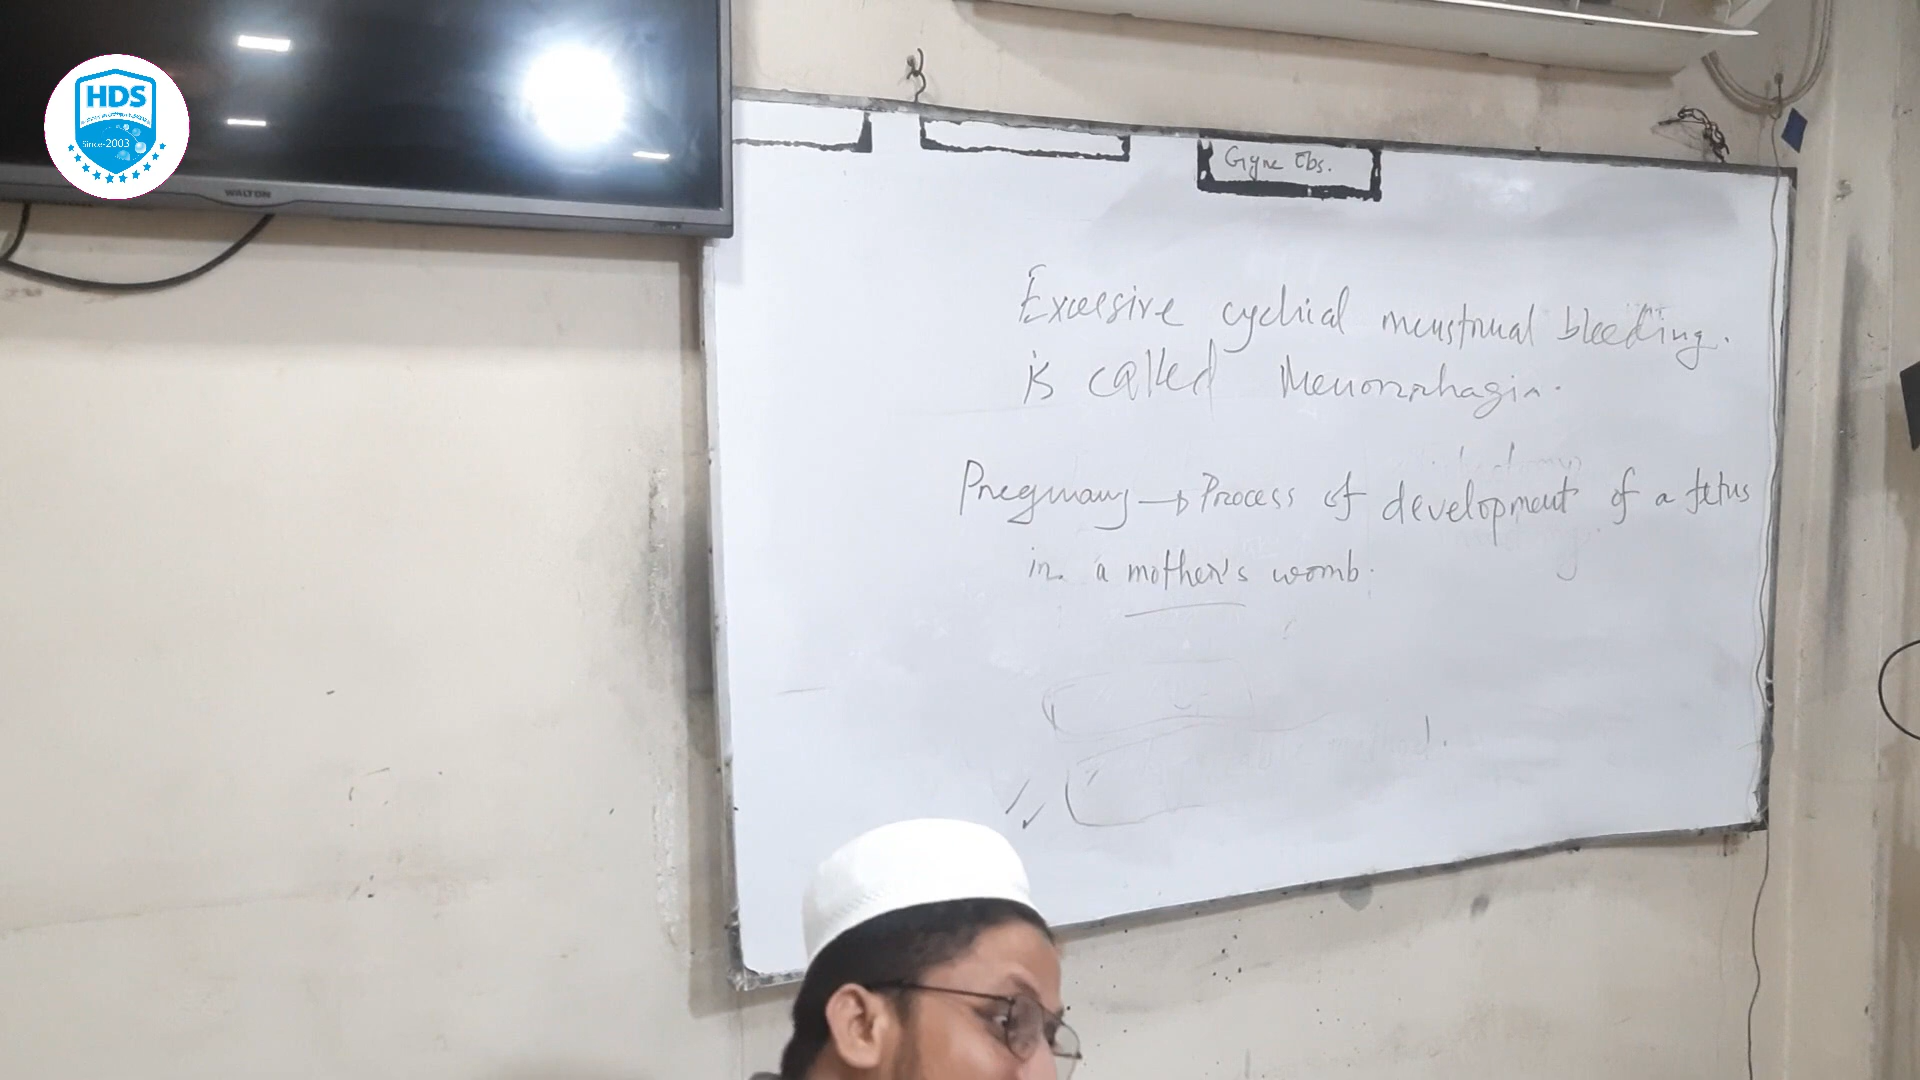 HDS
Since-2003
WALTON
Gyne Obs.
Excessive cyclical menstrual bleeding.
is called Menorrhagia.
Pregnancy → Process of development of a fetus
in a mother's womb.